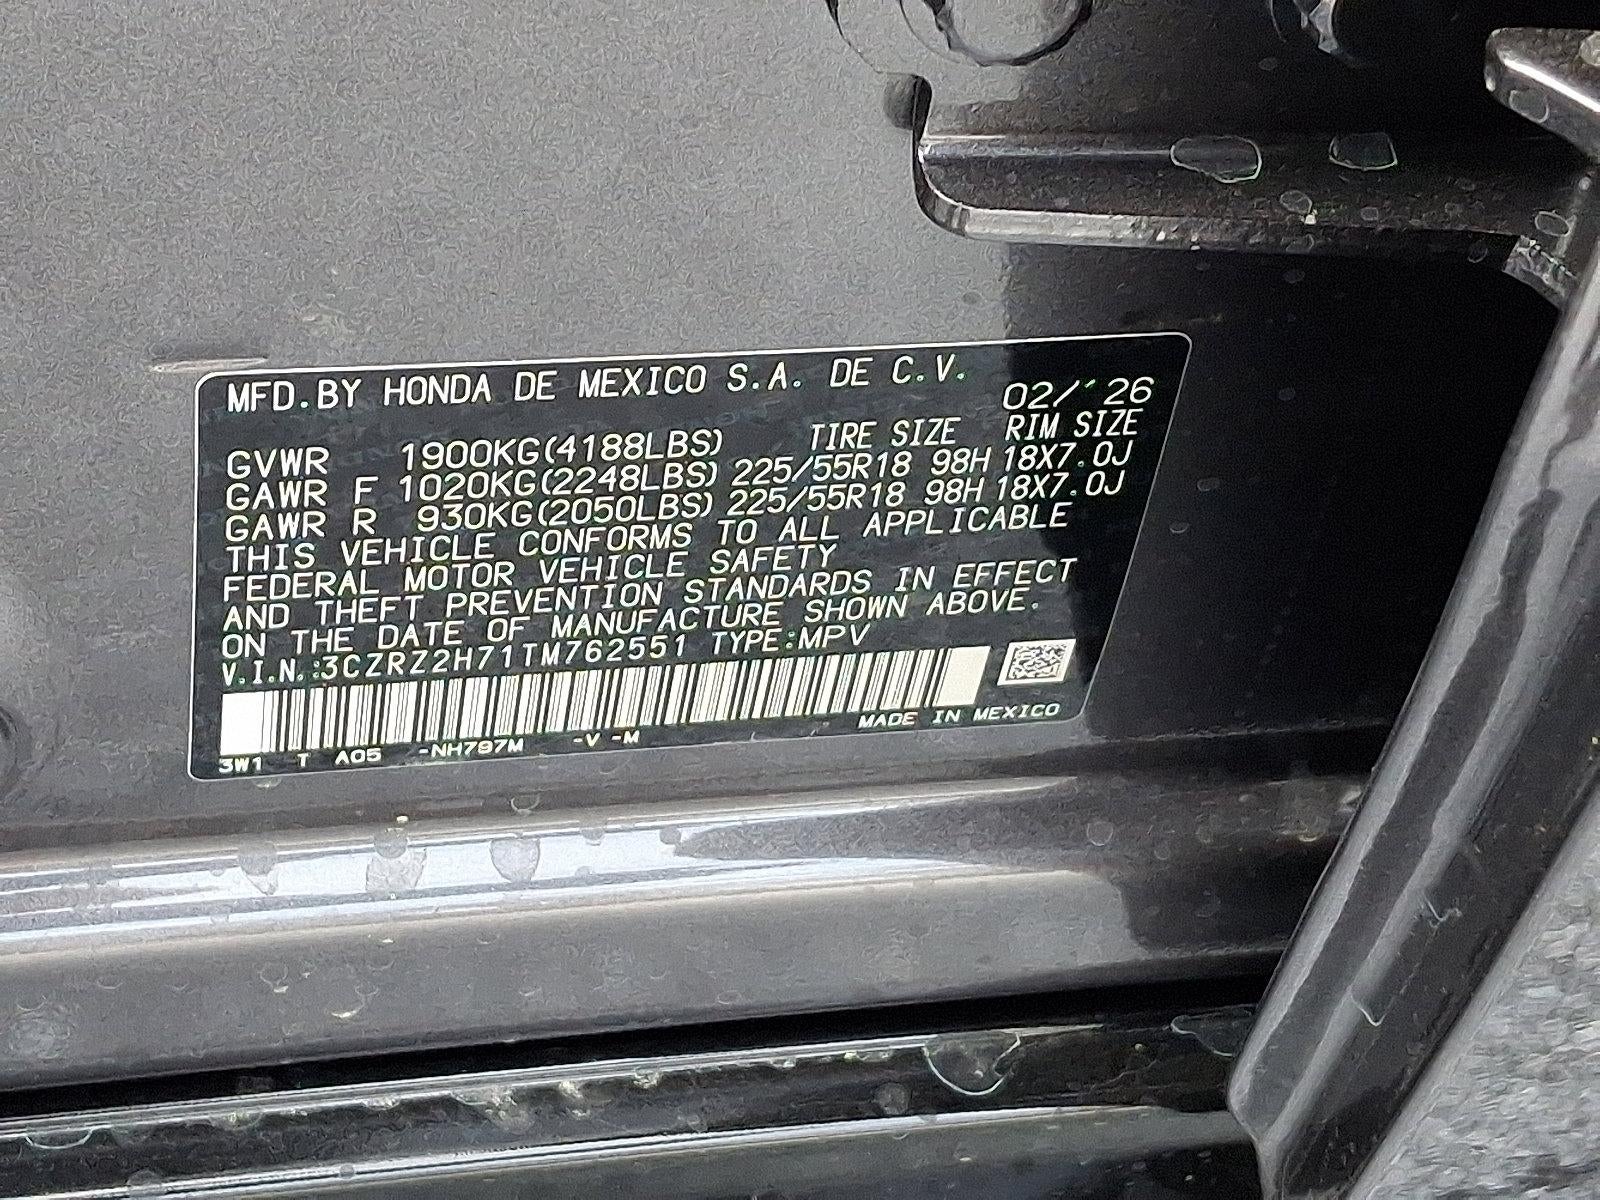 MFD.BY HONDA DE MEXICO S.A. DE C.V.
02/'26
TIRE SIZE RIM SIZE
GVWR 1900KG(4188LBS)
GAWR F 1020KG(2248LBS) 225/55R18 98H 18X7.0J
GAWR R 930KG(2050LBS) 225/55R18 98H 18X7.0J
THIS VEHICLE CONFORMS TO ALL APPLICABLE
FEDERAL MOTOR VEHICLE SAFETY
AND THEFT PREVENTION STANDARDS IN EFFECT
ON THE DATE OF MANUFACTURE SHOWN ABOVE.
V.I.N.:3CZRZ2H71TM762551 TYPE:MPV
MADE IN MEXICO
3W1 T A05 -NH797M -V -M